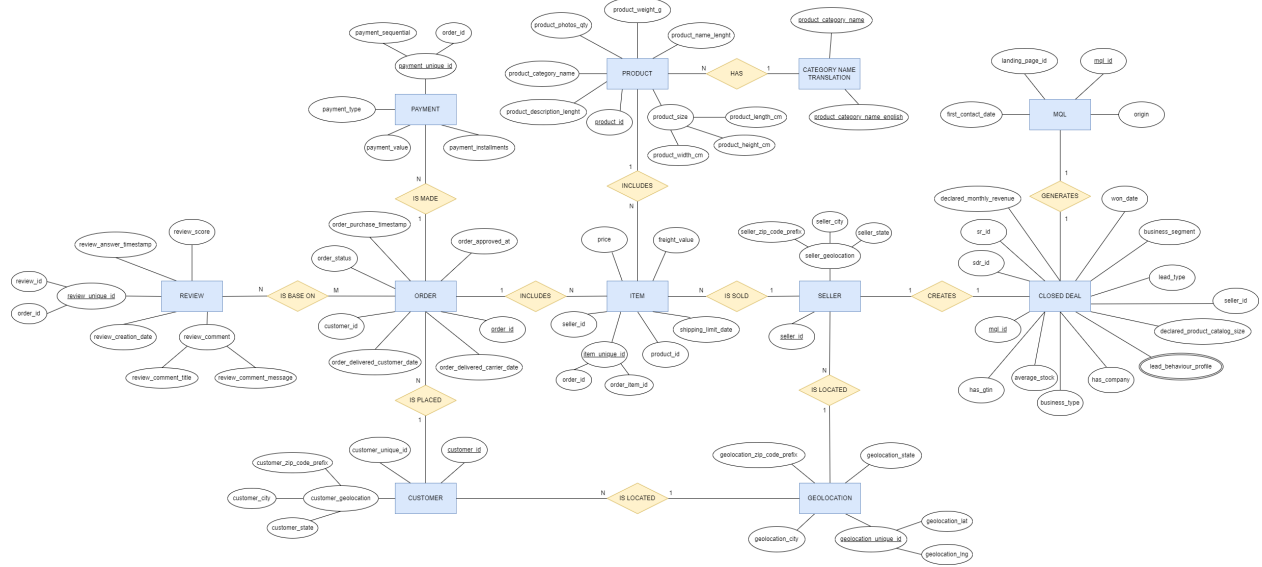 product_weight_g
product_photos_qty
product_name_lenght
product_category_name
payment_sequential
order_id
payment_unique_id
product_category_name
PRODUCT
N
HAS
1
CATEGORY NAME
TRANSLATION
landing_page_id
mql_id
payment_type
PAYMENT
product_description_lenght
product_id
product_size
product_length_cm
product_category_name_english
first_contact_date
MQL
origin
payment_value
payment_installments
product_width_cm
product_height_cm
N
IS MADE
1
1
INCLUDES
N
1
GENERATES
1
review_answer_timestamp
review_score
order_purchase_timestamp
order_approved_at
order_status
price
freight_value
seller_zip_code_prefix
seller_city
seller_state
seller_geolocation
declared_monthly_revenue
won_date
sr_id
business_segment
sdr_id
lead_type
review_id
review_unique_id
order_id
REVIEW
N
IS BASE ON
M
ORDER
1
INCLUDES
N
ITEM
N
IS SOLD
1
SELLER
1
CREATES
1
CLOSED DEAL
seller_id
review_creation_date
review_comment
customer_id
order_id
seller_id
shipping_limit_date
seller_id
mql_id
declared_product_catalog_size
review_comment_title
review_comment_message
order_delivered_customer_date
order_delivered_carrier_date
item_unique_id
product_id
order_id
order_item_id
has_gtin
average_stock
business_type
has_company
lead_behaviour_profile
N
IS PLACED
1
N
IS LOCATED
1
customer_unique_id
customer_id
customer_zip_code_prefix
customer_city
customer_geolocation
customer_state
CUSTOMER
N
IS LOCATED
1
GEOLOCATION
geolocation_zip_code_prefix
geolocation_state
geolocation_city
geolocation_unique_id
geolocation_lat
geolocation_lng